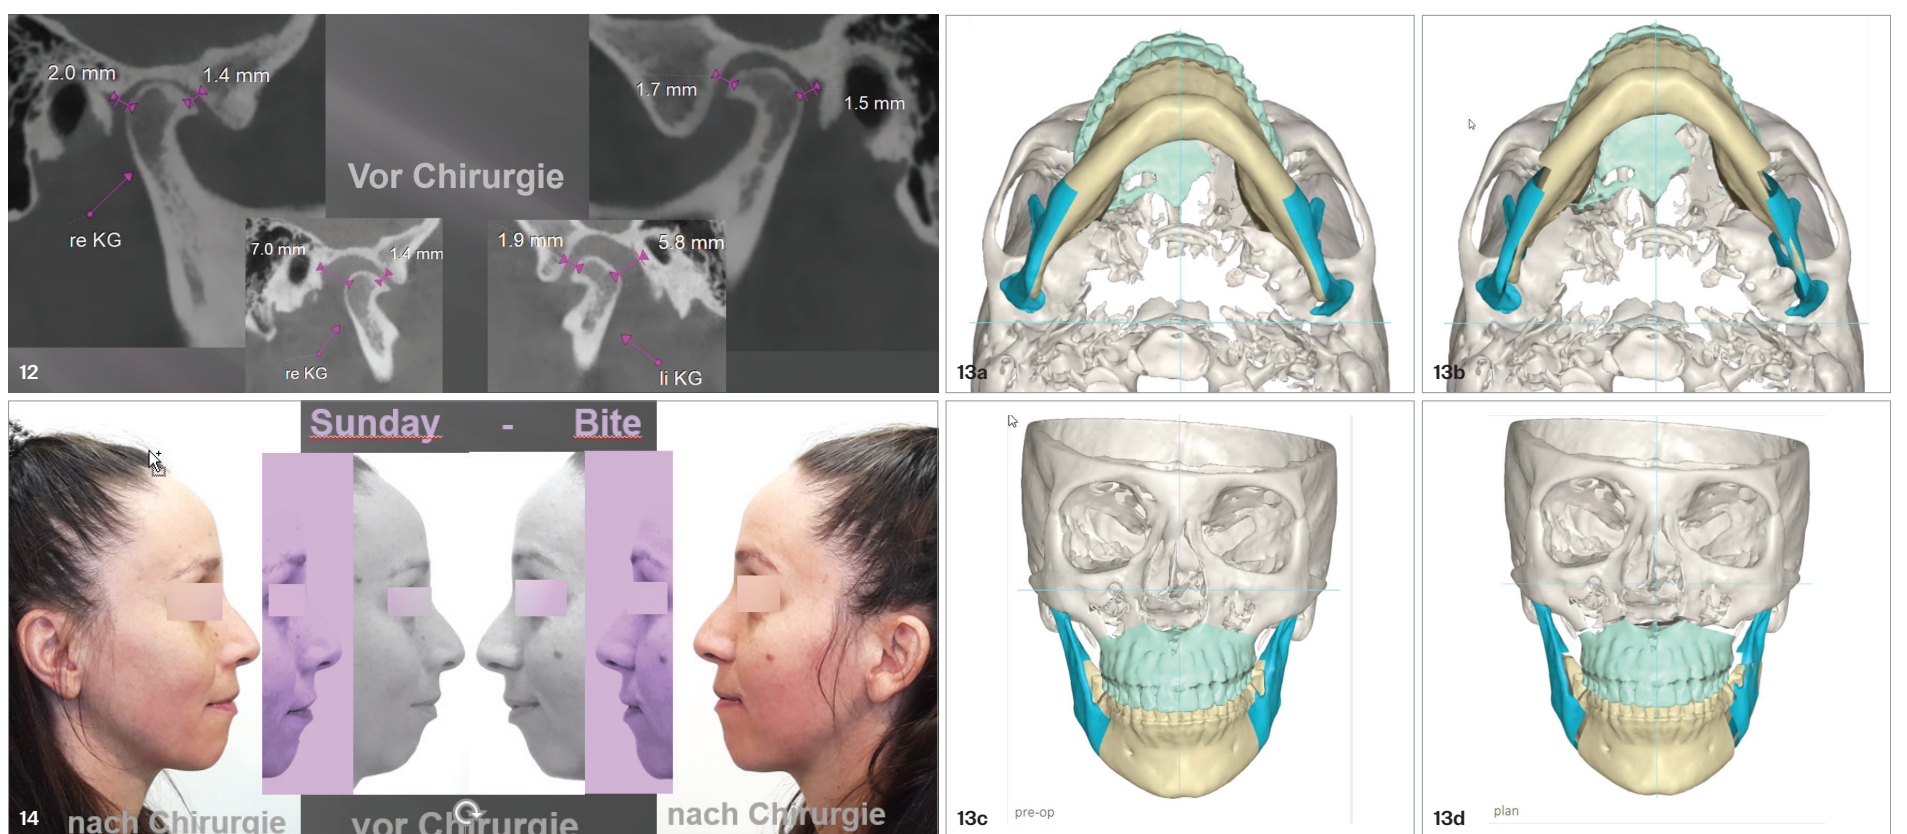 2.0 mm
1.4 mm
1.7 mm
1.5 mm
Vor Chirurgie
re KG
7.0 mm
1.4 mm
1.9 mm
5.8 mm
re KG
li KG
12
13a
13b
Sunday - Bite
nach Chirurgie
vor Chirurgie
nach Chirurgie
14
pre-op
13c
plan
13d